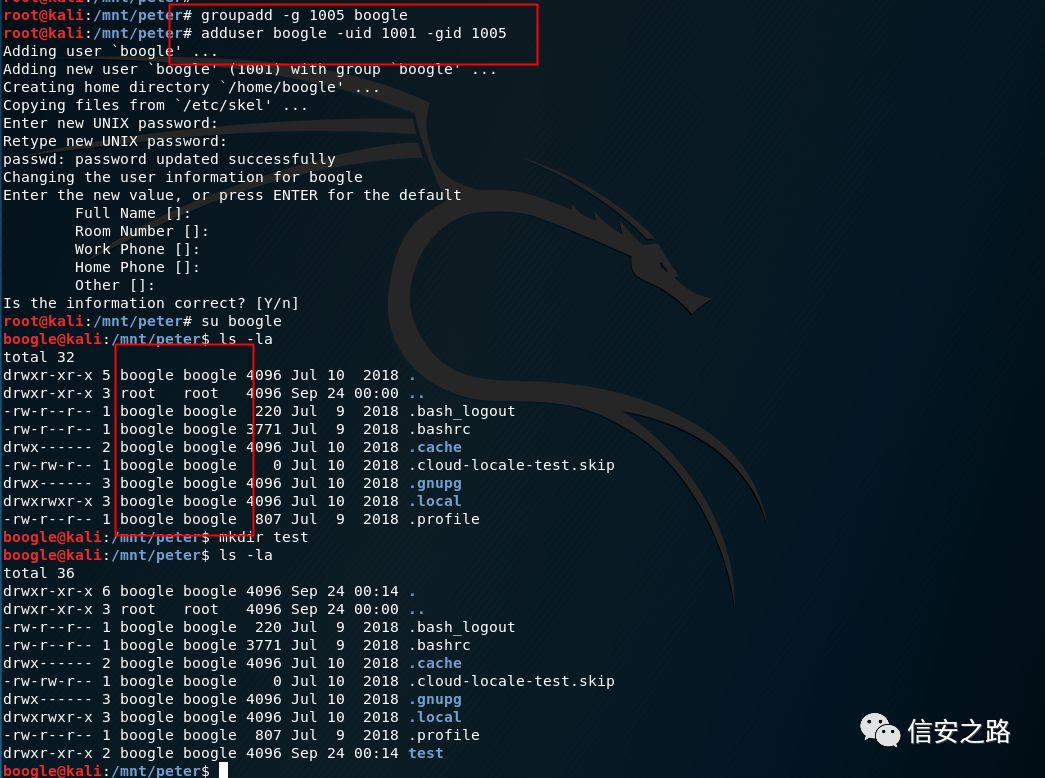 root@kali:/mnt/peter# groupadd -g 1005 boogle
root@kali:/mnt/peter# adduser boogle -uid 1001 -gid 1005
Adding user `boogle' ...
Adding new user `boogle' (1001) with group `boogle' ...
Creating home directory `/home/boogle' ...
Copying files from `/etc/skel' ...
Enter new UNIX password:
Retype new UNIX password:
passwd: password updated successfully
Changing the user information for boogle
Enter the new value, or press ENTER for the default
Full Name []:
Room Number []:
Work Phone []:
Home Phone []:
Other []:
Is the information correct? [Y/n]
root@kali:/mnt/peter# su boogle
boogle@kali:/mnt/peter$ ls -la
total 32
drwxr-xr-x 5 boogle boogle 4096 Jul 10  2018 .
drwxr-xr-x 3 root   root   4096 Sep 24 00:00 ..
-rw-r--r-- 1 boogle boogle  220 Jul  9  2018 .bash_logout
-rw-r--r-- 1 boogle boogle 3771 Jul  9  2018 .bashrc
drwx------ 2 boogle boogle 4096 Jul 10  2018 .cache
-rw-rw-r-- 1 boogle boogle    0 Jul 10  2018 .cloud-locale-test.skip
drwx------ 3 boogle boogle 4096 Jul 10  2018 .gnupg
drwxrwxr-x 3 boogle boogle 4096 Jul 10  2018 .local
-rw-r--r-- 1 boogle boogle  807 Jul  9  2018 .profile
boogle@kali:/mnt/peter$ mkdir test
boogle@kali:/mnt/peter$ ls -la
total 36
drwxr-xr-x 6 boogle boogle 4096 Sep 24 00:14 .
drwxr-xr-x 3 root   root   4096 Sep 24 00:00 ..
-rw-r--r-- 1 boogle boogle  220 Jul  9  2018 .bash_logout
-rw-r--r-- 1 boogle boogle 3771 Jul  9  2018 .bashrc
drwx------ 2 boogle boogle 4096 Jul 10  2018 .cache
-rw-rw-r-- 1 boogle boogle    0 Jul 10  2018 .cloud-locale-test.skip
drwx------ 3 boogle boogle 4096 Jul 10  2018 .gnupg
drwxrwxr-x 3 boogle boogle 4096 Jul 10  2018 .local
-rw-r--r-- 1 boogle boogle  807 Jul  9  2018 .profile
drwxr-xr-x 2 boogle boogle 4096 Sep 24 00:14 test
boogle@kali:/mnt/peter$
信安之路